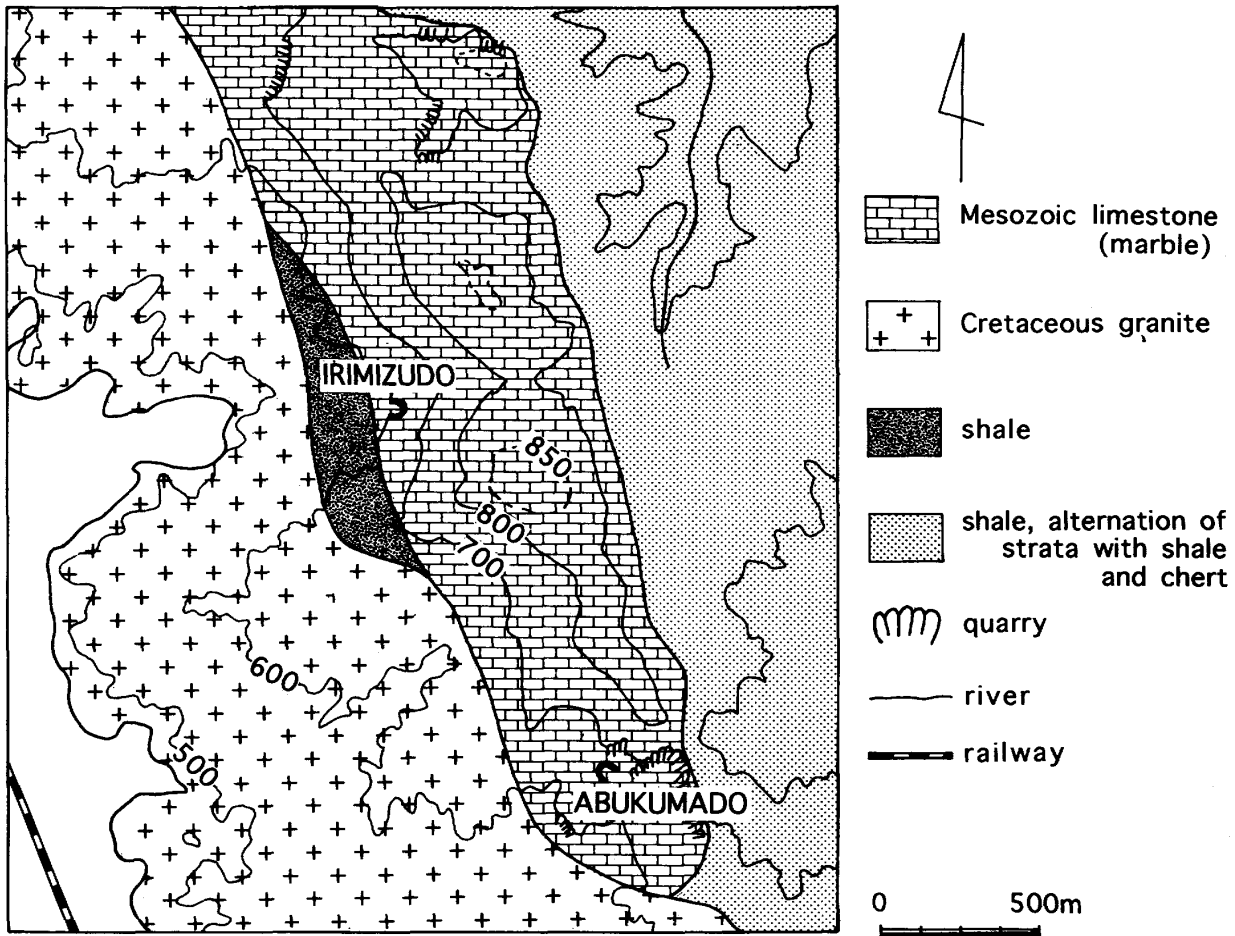 IRIMIZUDO
850
800
700
600
500
ABUKUMADO
Mesozoic limestone
(marble)
Cretaceous granite
shale
shale, alternation of
strata with shale
and chert
quarry
river
railway
0 500m